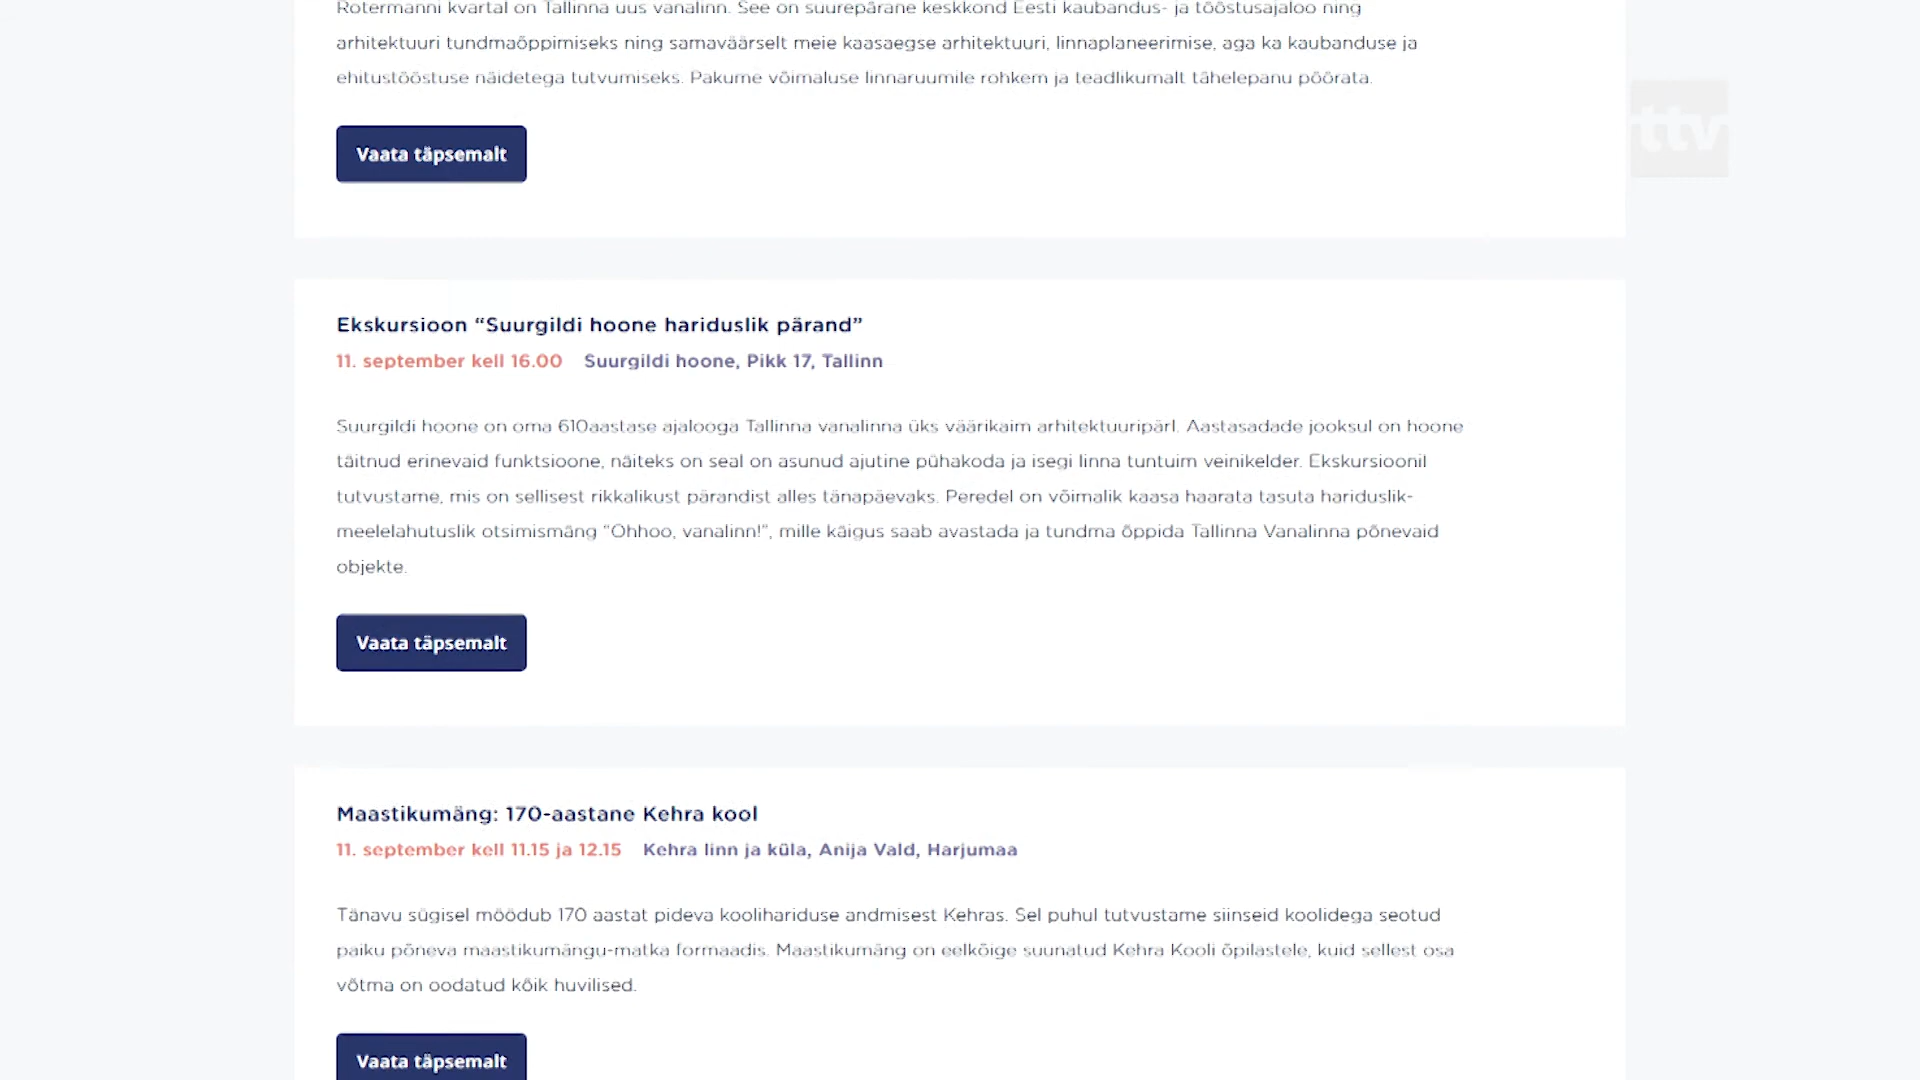 Rotermanni kvartal on Tallinna uus vanalinn. See on suurepärane keskkond Eesti kaubandus- ja tööstusajaloo ning
arhitektuuri tundmaõppimiseks ning samaväärselt meie kaasaegse arhitektuuri, linnaplaneerimise, aga ka kaubanduse ja
ehitustööstuse näidetega tutvumiseks. Pakume võimaluse linnaruumile rohkem ja teadlikumalt tähelepanu pöörata.
ttv
Vaata täpsemalt
Ekskursioon “Suurgildi hoone hariduslik pärand”
11. september kell 16.00 Suurgildi hoone, Pikk 17, Tallinn
Suurgildi hoone on oma 610aastase ajalooga Tallinna vanalinna üks väärikaim arhitektuuripärl. Aastasadade jooksul on hoone
täitnud erinevaid funktsioone, näiteks on seal on asunud ajutine pühakoda ja isegi linna tuntuim veinikelder. Ekskursioonil
tutvustame, mis on sellisest rikkalikust pärandist alles tänapäevaks. Peredel on võimalik kaasa haarata tasuta hariduslik-
meelelahutuslik otsimismäng “Ohhoo, vanalinn!”, mille käigus saab avastada ja tundma õppida Tallinna Vanalinna põnevaid
objekte.
Vaata täpsemalt
Maastikumäng: 170-aastane Kehra kool
11. september kell 11.15 ja 12.15 Kehra linn ja küla, Anija Vald, Harjumaa
Tänavu sügisel möödub 170 aastat pideva koolihariduse andmisest Kehras. Sel puhul tutvustame siinseid koolidega seotud
paiku põneva maastikumängu-matka formaadis. Maastikumäng on eelkõige suunatud Kehra Kooli õpilastele, kuid sellest osa
võtma on oodatud kõik huvilised.
Vaata täpsemalt